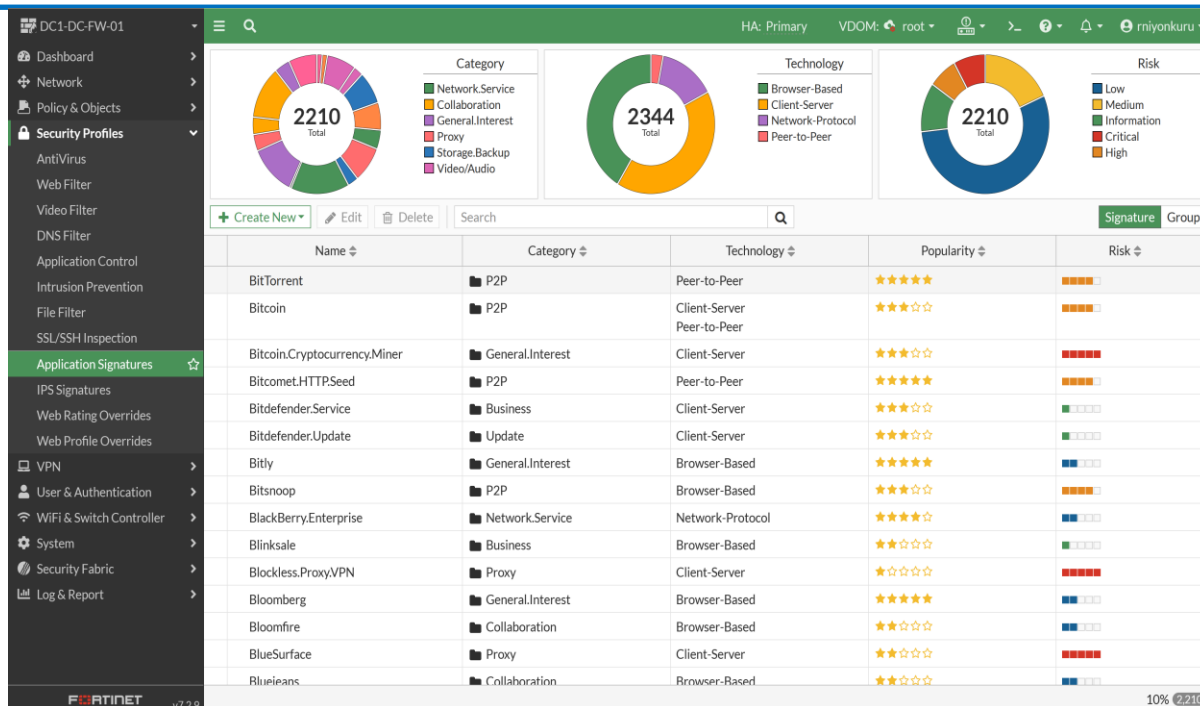 DC1-DC-FW-01
HA: Primary VDOM: root rniyonkuru
Dashboard
Network
Policy & Objects
Security Profiles
AntiVirus
Web Filter
Video Filter
DNS Filter
Application Control
Intrusion Prevention
File Filter
SSL/SSH Inspection
Application Signatures
IPS Signatures
Web Rating Overrides
Web Profile Overrides
VPN
User & Authentication
WiFi & Switch Controller
System
Security Fabric
Log & Report
FORTINET v7.2.9
2210
Total
Category
Network.Service
Collaboration
General.Interest
Proxy
Storage.Backup
Video/Audio
2344
Total
Technology
Browser-Based
Client-Server
Network-Protocol
Peer-to-Peer
2210
Total
Risk
Low
Medium
Information
Critical
High
+ Create New Edit Delete Search Signature Group
Name Category Technology Popularity Risk
BitTorrent P2P Peer-to-Peer
Bitcoin P2P Client-Server
Peer-to-Peer
Bitcoin.Cryptocurrency.Miner General.Interest Client-Server
Bitcomet.HTTP.Seed P2P Peer-to-Peer
Bitdefender.Service Business Client-Server
Bitdefender.Update Update Client-Server
Bitly General.Interest Browser-Based
Bitsnoop P2P Browser-Based
BlackBerry.Enterprise Network.Service Network-Protocol
Blinksale Business Browser-Based
Blockless.Proxy.VPN Proxy Client-Server
Bloomberg General.Interest Browser-Based
Bloomfire Collaboration Browser-Based
BlueSurface Proxy Client-Server
Bluejeans Collaboration Browser-Based
10% 2,210